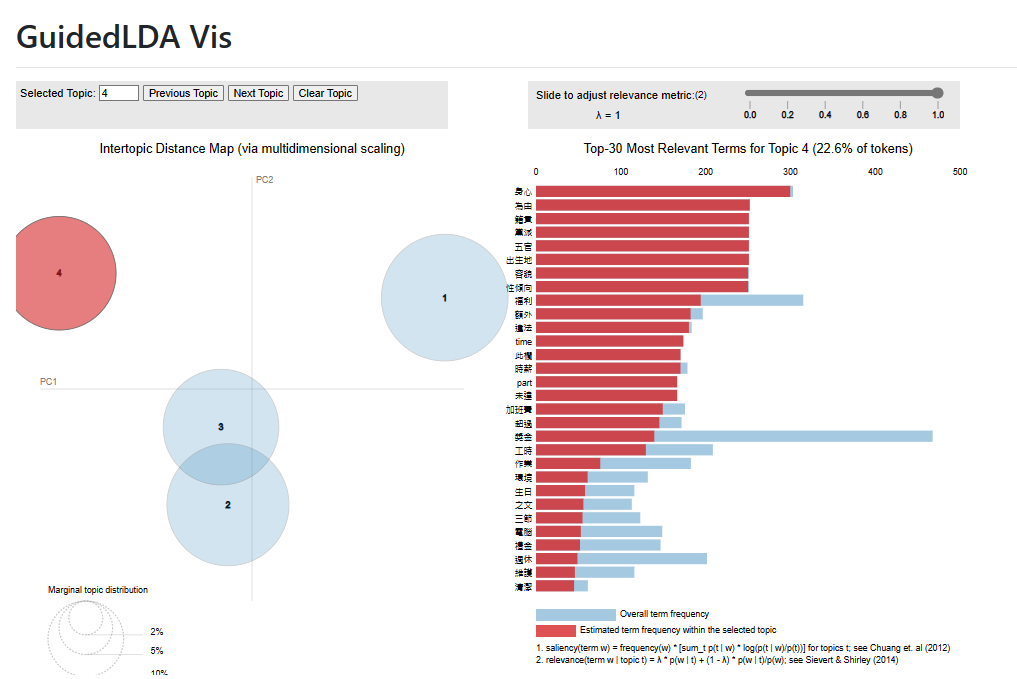 GuidedLDA Vis
Selected Topic: 4 Previous Topic Next Topic Clear Topic
Slide to adjust relevance metric:(2)
λ = 1
0.0 0.2 0.4 0.6 0.8 1.0
Intertopic Distance Map (via multidimensional scaling)
PC2
PC1
4
1
3
2
Marginal topic distribution
2%
5%
10%
Top-30 Most Relevant Terms for Topic 4 (22.6% of tokens)
0 100 200 300 400 500
身心
為由
籍貫
黨派
五官
出生地
容貌
性傾向
福利
額外
違法
time
此欄
時薪
part
未違
加班費
超過
獎金
工時
作業
環境
生日
之文
三節
電腦
禮金
週休
維護
清潔
Overall term frequency
Estimated term frequency within the selected topic
1. saliency(term w) = frequency(w) * [sum_t p(t | w) * log(p(t | w)/p(t))] for topics t; see Chuang et. al (2012)
2. relevance(term w | topic t) = λ * p(w | t) + (1 - λ) * p(w | t)/p(w); see Sievert & Shirley (2014)